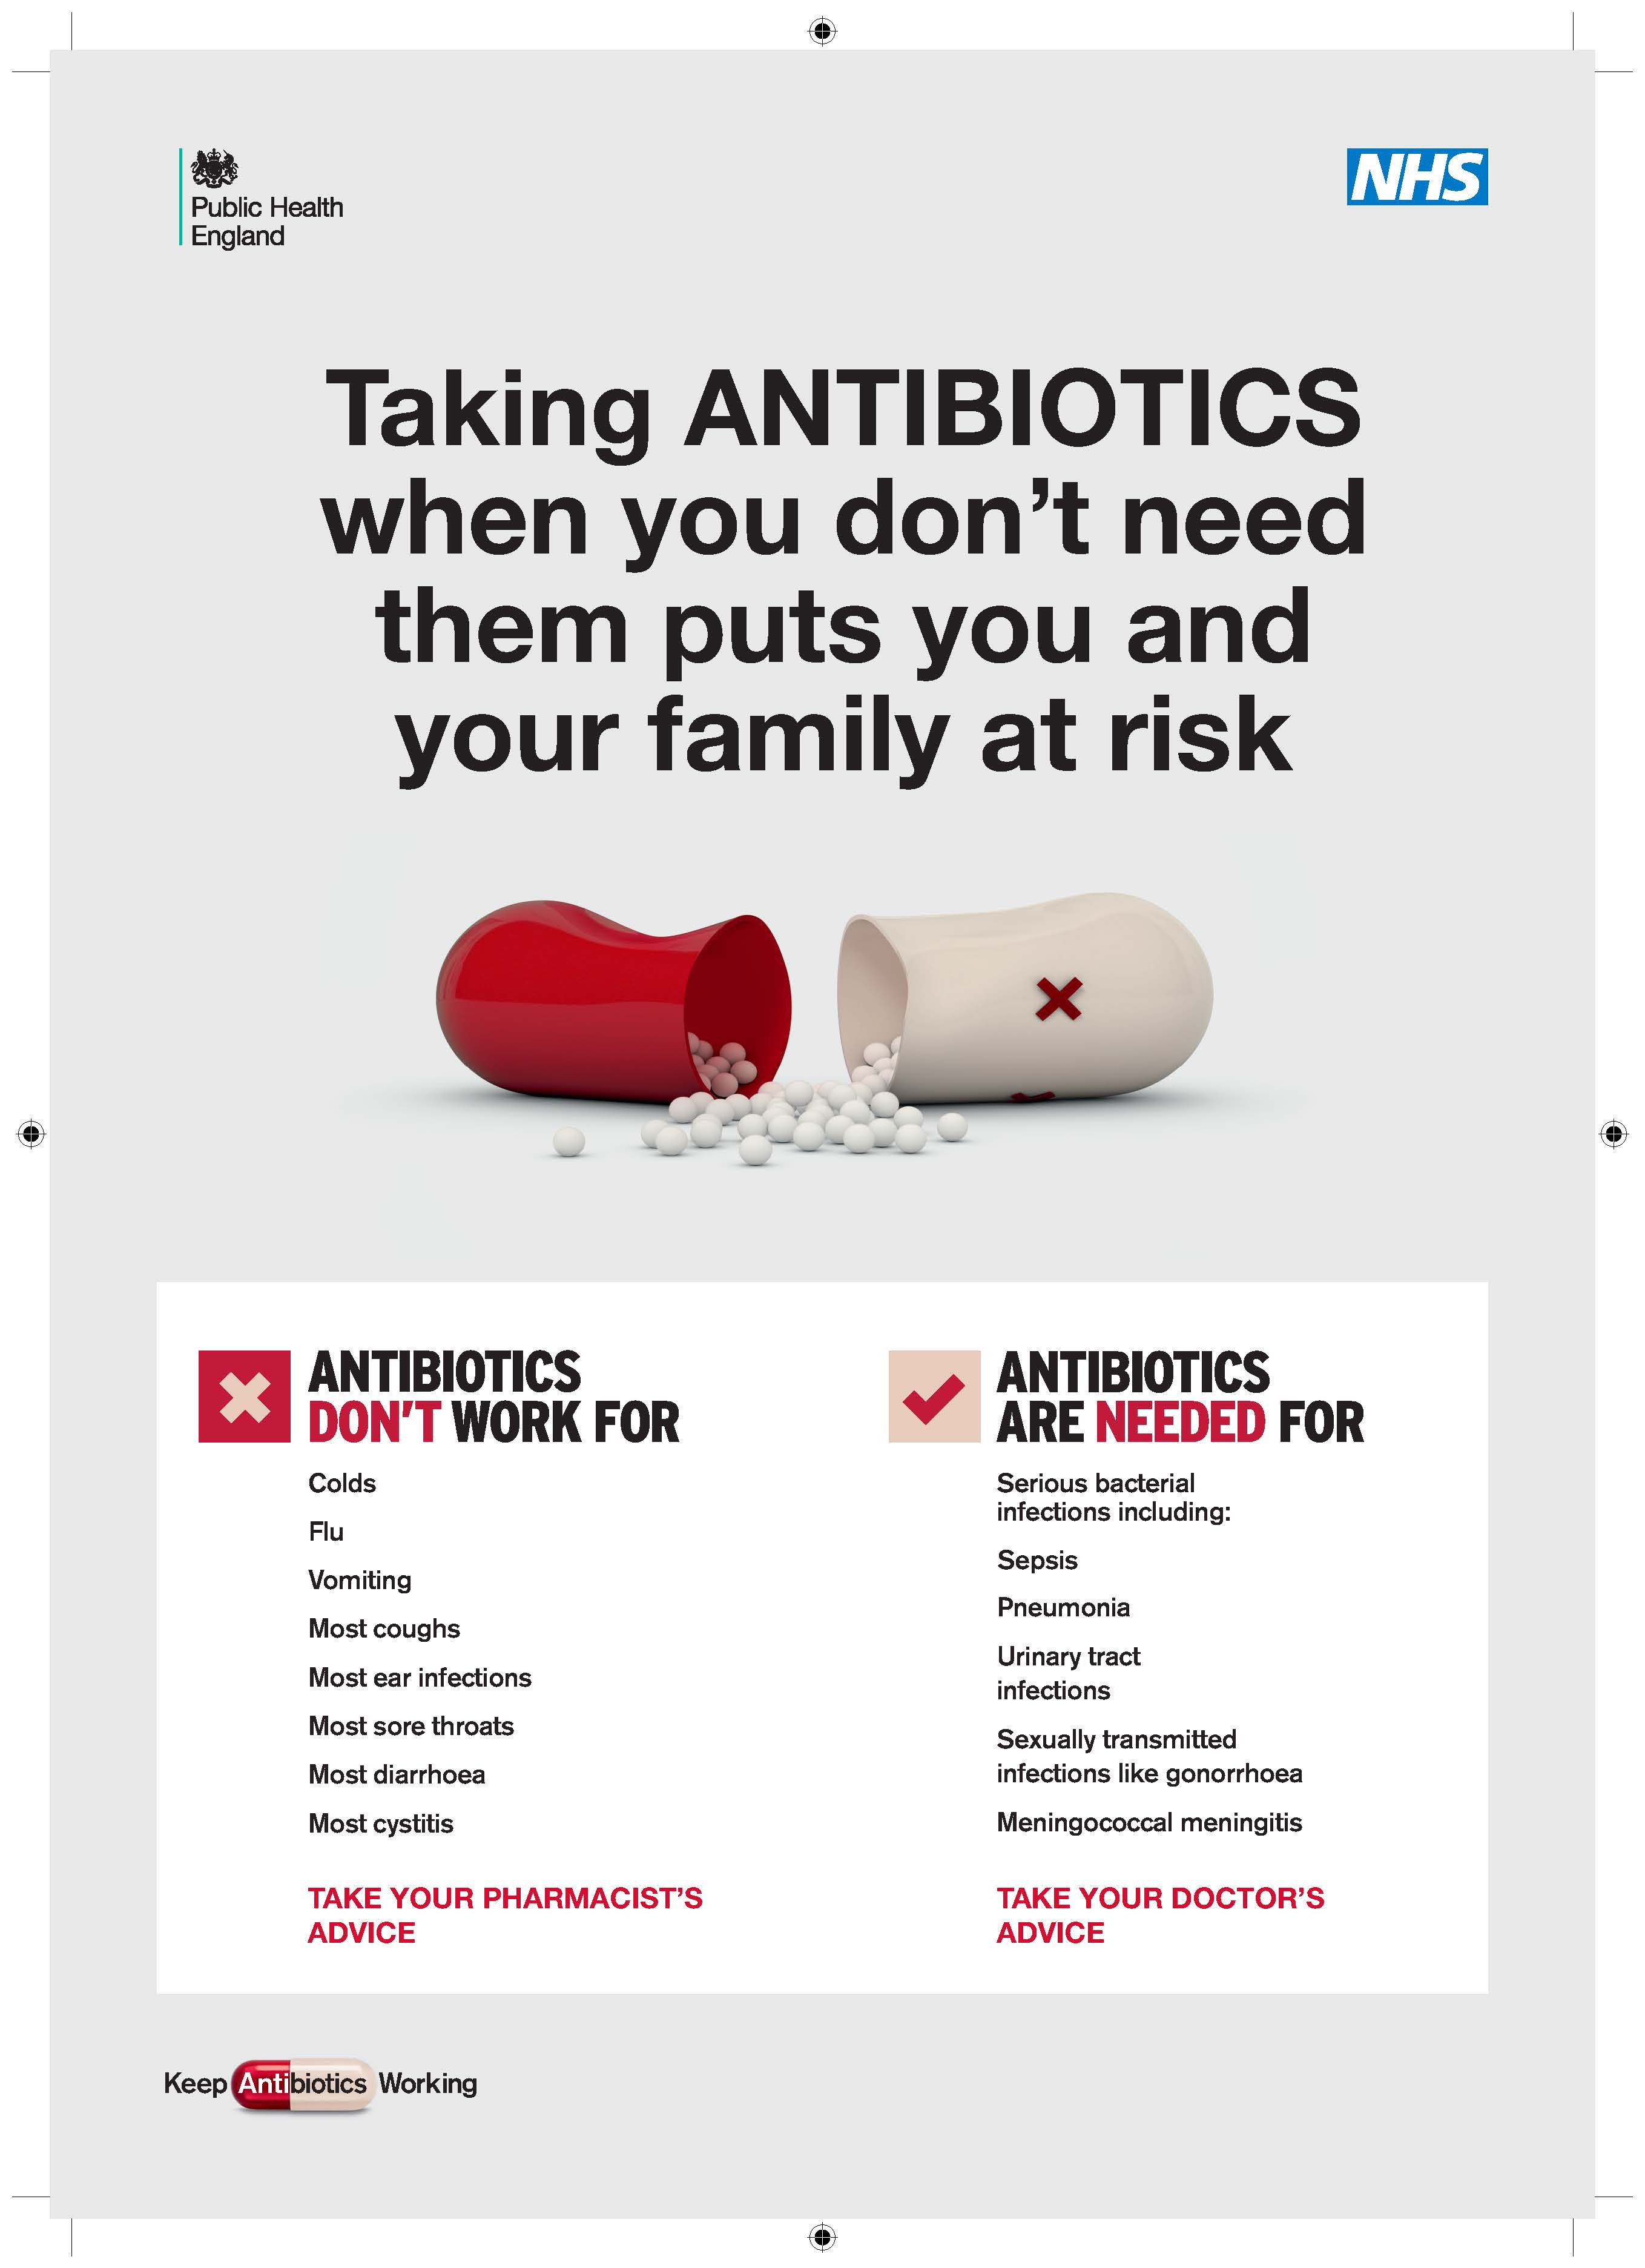 Public Health
England
NHS
Taking ANTIBIOTICS
when you don’t need
them puts you and
your family at risk
ANTIBIOTICS
DON'T WORK FOR
Colds
Flu
Vomiting
Most coughs
Most ear infections
Most sore throats
Most diarrhoea
Most cystitis
TAKE YOUR PHARMACIST’S
ADVICE
ANTIBIOTICS
ARE NEEDED FOR
Serious bacterial
infections including:
Sepsis
Pneumonia
Urinary tract
infections
Sexually transmitted
infections like gonorrhoea
Meningococcal meningitis
TAKE YOUR DOCTOR’S
ADVICE
Keep Antibiotics Working